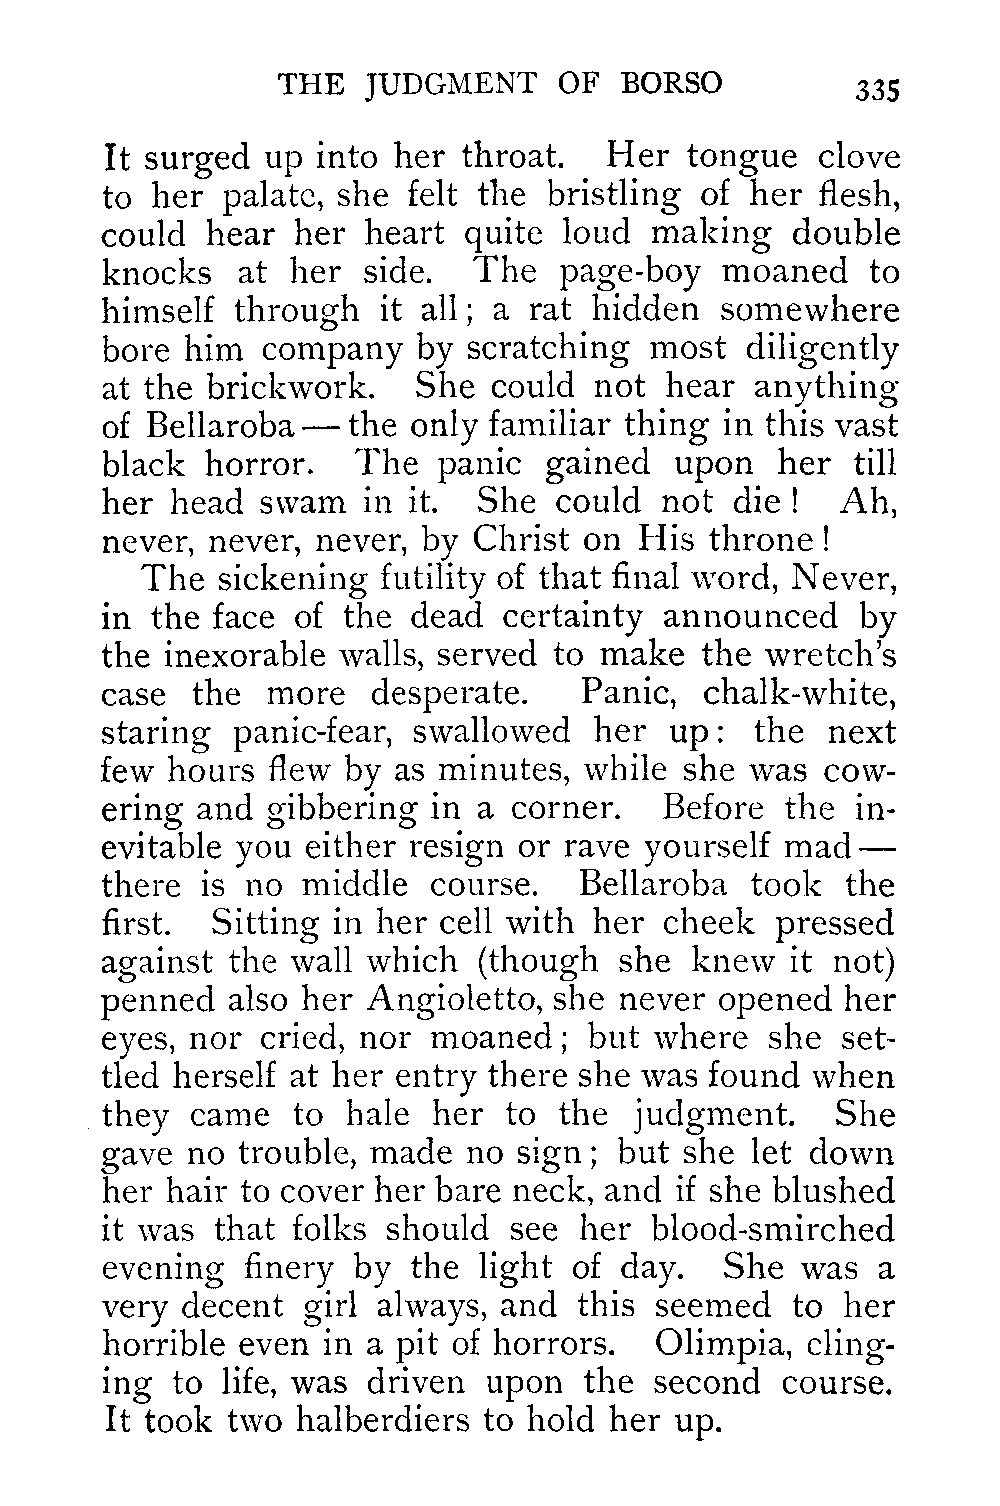 THE JUDGMENT OF BORSO 335
It surged up into her throat. Her tongue clove
to her palate, she felt the bristling of her flesh,
could hear her heart quite loud making double
knocks at her side. The page-boy moaned to
himself through it all; a rat hidden somewhere
bore him company by scratching most diligently
at the brickwork. She could not hear anything
of Bellaroba — the only familiar thing in this vast
black horror. The panic gained upon her till
her head swam in it. She could not die! Ah,
never, never, never, by Christ on His throne!
The sickening futility of that final word, Never,
in the face of the dead certainty announced by
the inexorable walls, served to make the wretch's
case the more desperate. Panic, chalk-white,
staring panic-fear, swallowed her up: the next
few hours flew by as minutes, while she was cow-
ering and gibbering in a corner. Before the in-
evitable you either resign or rave yourself mad —
there is no middle course. Bellaroba took the
first. Sitting in her cell with her cheek pressed
against the wall which (though she knew it not)
penned also her Angioletto, she never opened her
eyes, nor cried, nor moaned; but where she set-
tled herself at her entry there she was found when
they came to hale her to the judgment. She
gave no trouble, made no sign; but she let down
her hair to cover her bare neck, and if she blushed
it was that folks should see her blood-smirched
evening finery by the light of day. She was a
very decent girl always, and this seemed to her
horrible even in a pit of horrors. Olimpia, cling-
ing to life, was driven upon the second course.
It took two halberdiers to hold her up.